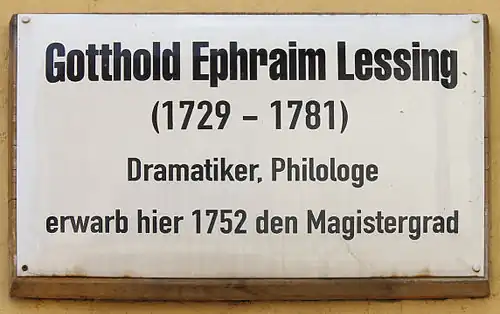 Gotthold Ephraim Lessing
(1729 – 1781)
Dramatiker, Philologe
erwarb hier 1752 den Magistergrad